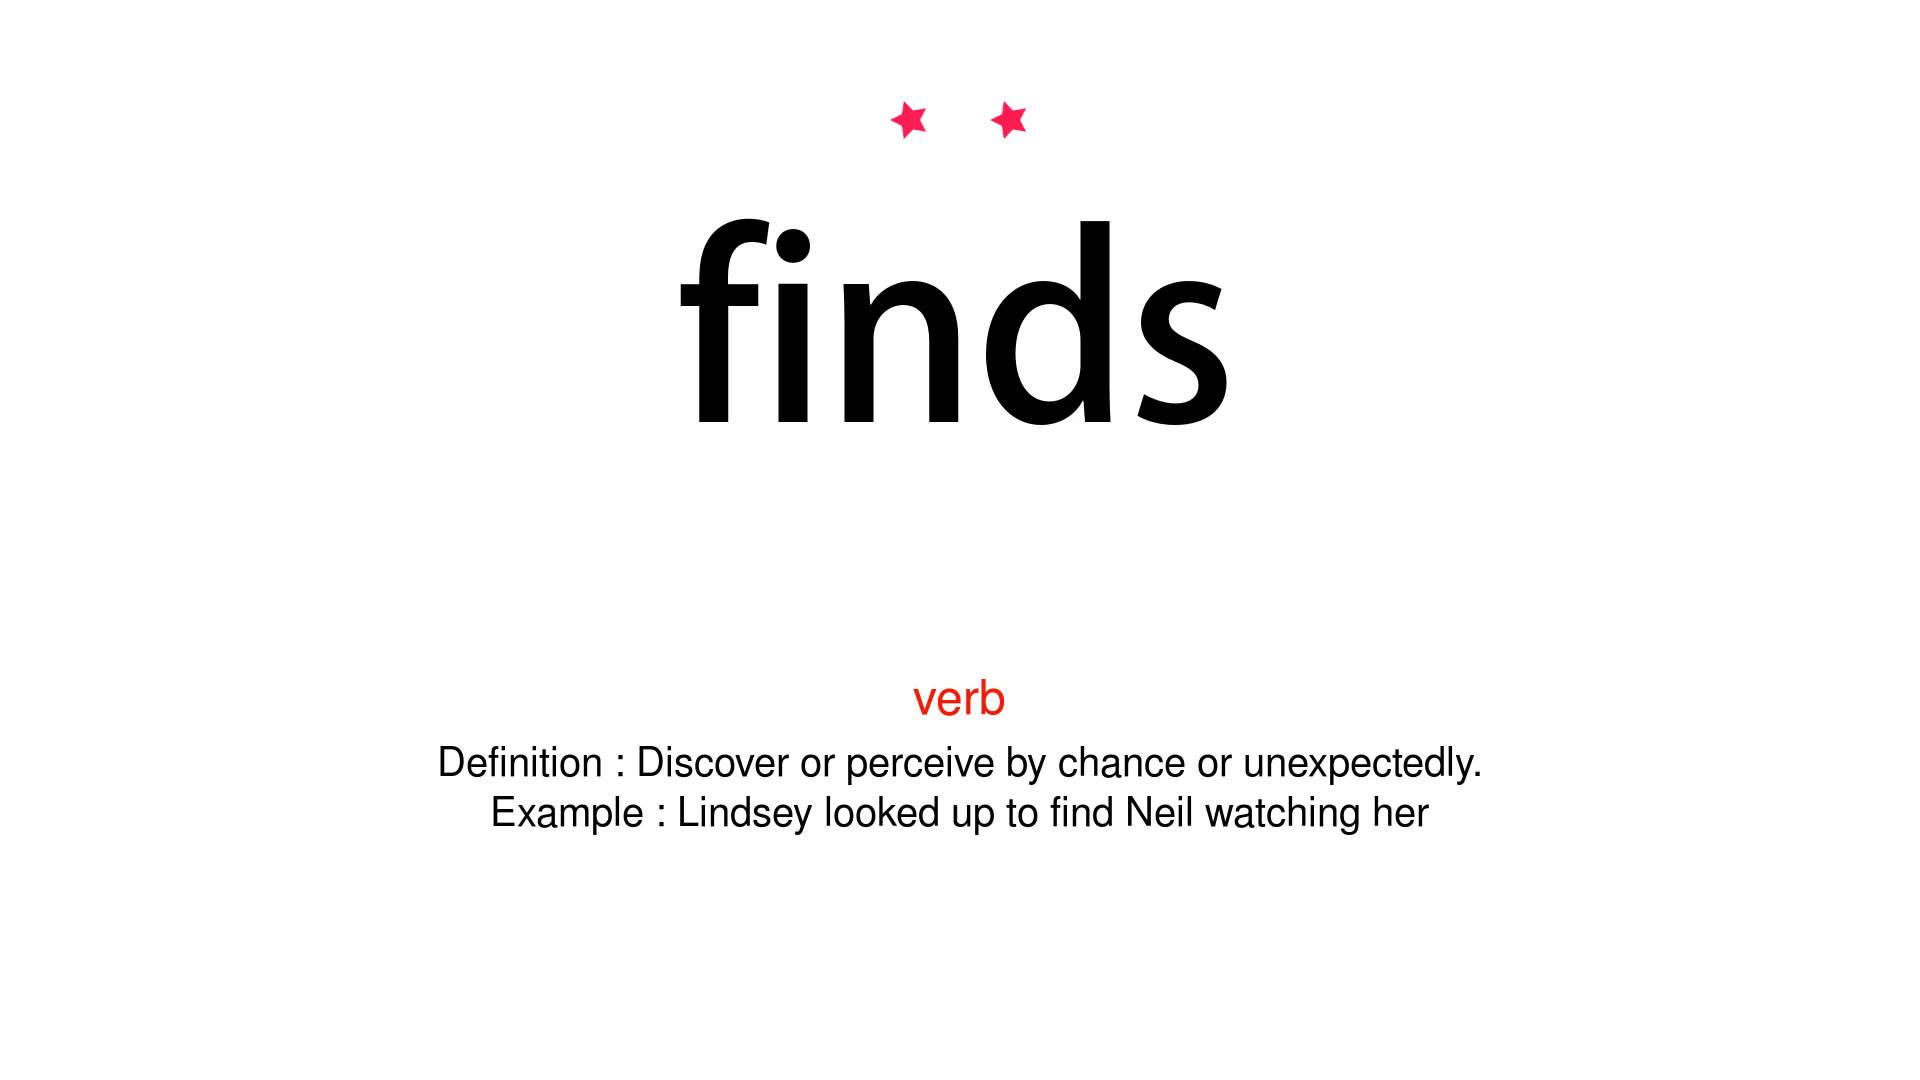 finds
verb
Definition : Discover or perceive by chance or unexpectedly.
Example : Lindsey looked up to find Neil watching her